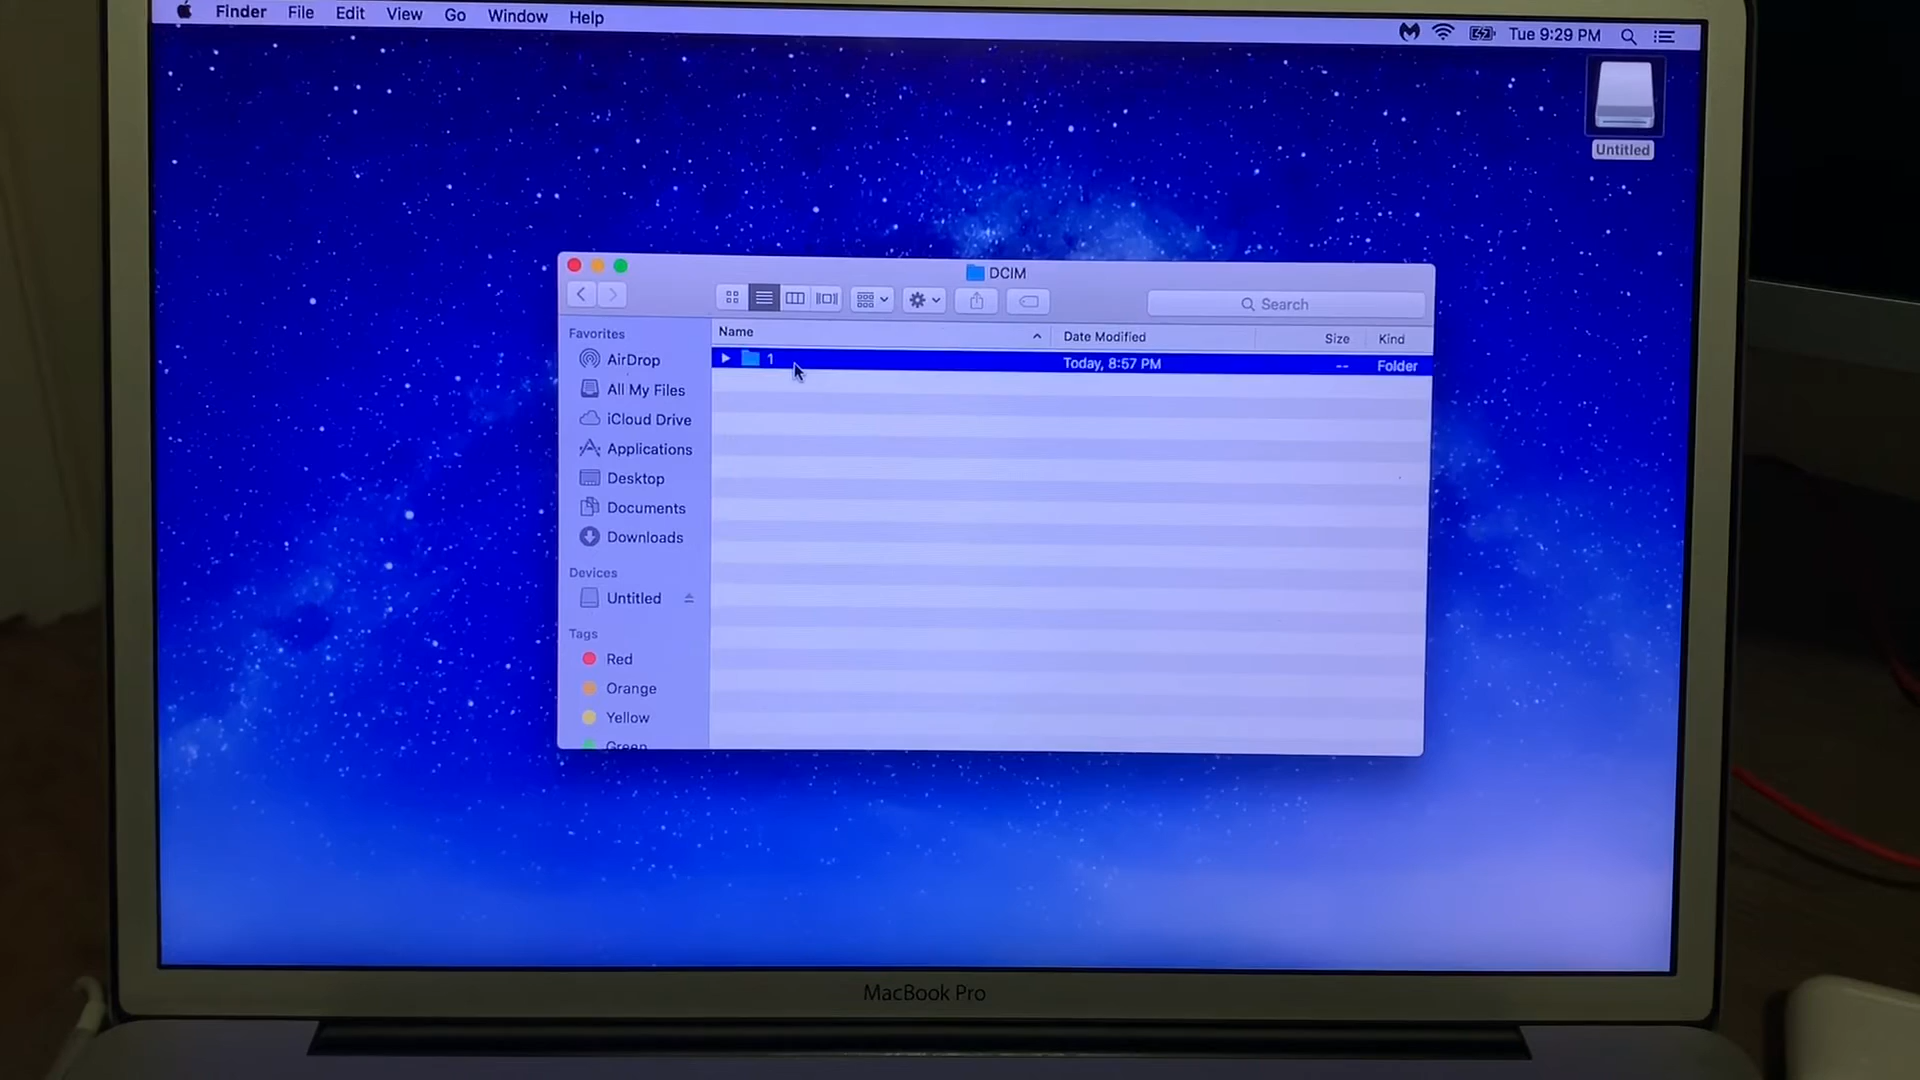 Finder File Edit View Go Window Help
Tue 9:29 PM
Untitled
DCIM
Search
Name Date Modified Size Kind
1 Today, 8:57 PM -- Folder
Favorites
AirDrop
All My Files
iCloud Drive
Applications
Desktop
Documents
Downloads
Devices
Untitled
Tags
Red
Orange
Yellow
Green
MacBook Pro